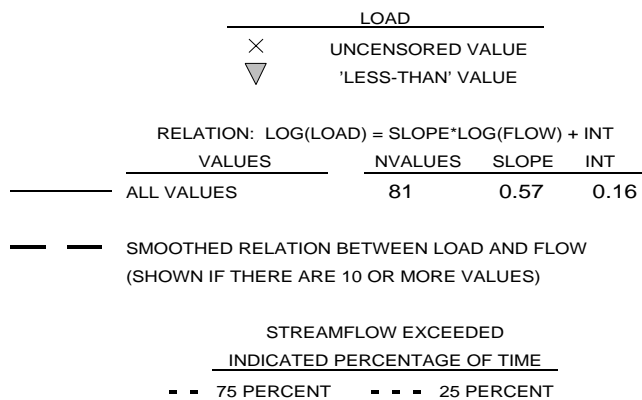 LOAD
UNCENSORED VALUE
'LESS-THAN' VALUE
RELATION: LOG(LOAD) = SLOPE*LOG(FLOW) + INT
VALUES NVALUES SLOPE INT
ALL VALUES 81 0.57 0.16
SMOOTHED RELATION BETWEEN LOAD AND FLOW
(SHOWN IF THERE ARE 10 OR MORE VALUES)
STREAMFLOW EXCEEDED
INDICATED PERCENTAGE OF TIME
75 PERCENT 25 PERCENT